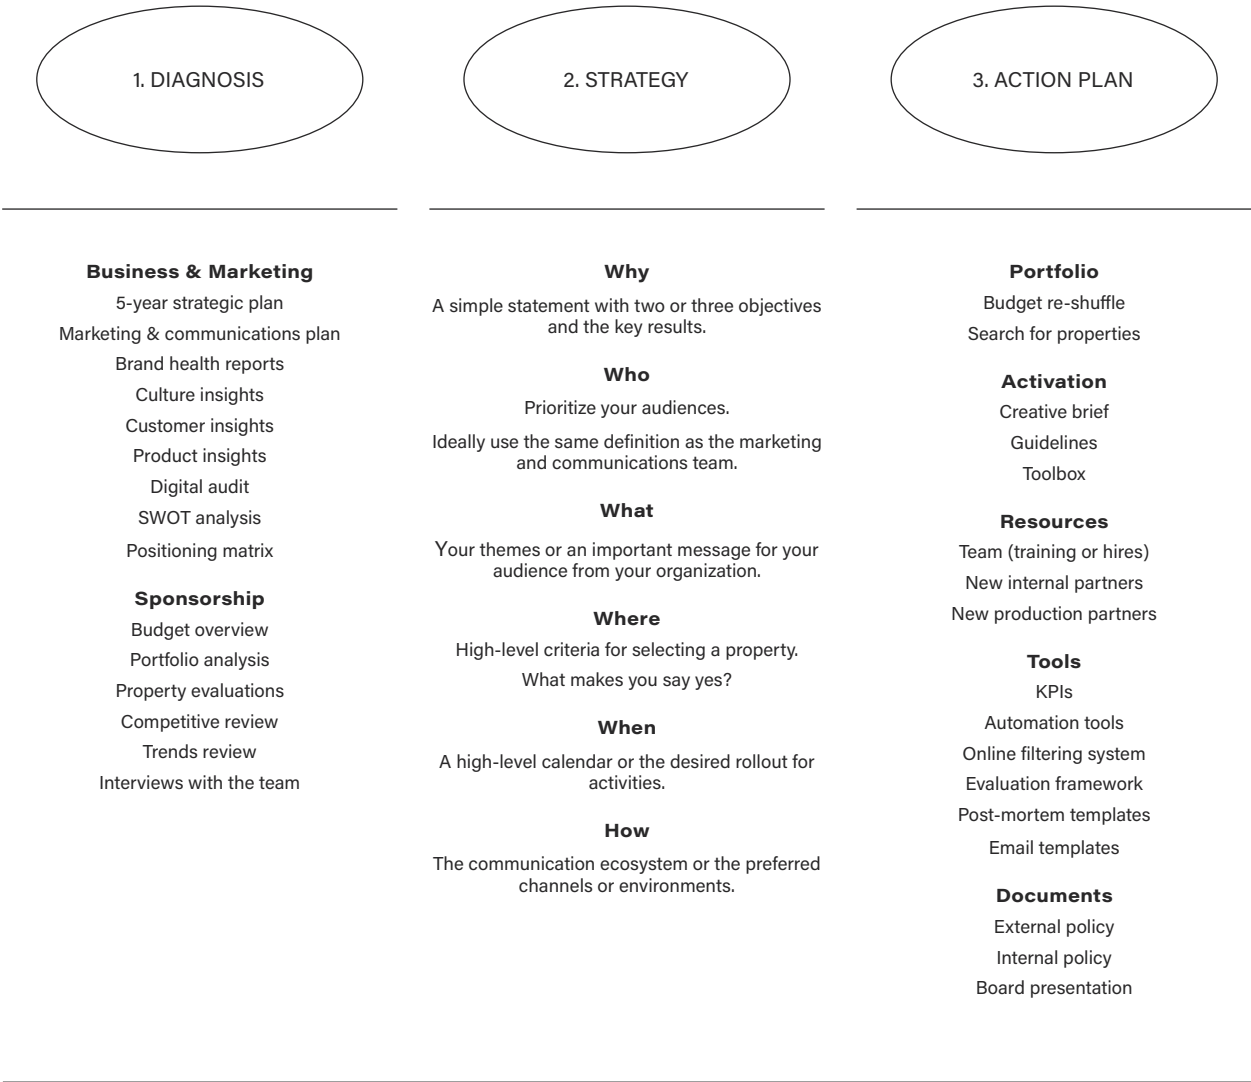 1. DIAGNOSIS
Business & Marketing
5-year strategic plan
Marketing & communications plan
Brand health reports
Culture insights
Customer insights
Product insights
Digital audit
SWOT analysis
Positioning matrix
Sponsorship
Budget overview
Portfolio analysis
Property evaluations
Competitive review
Trends review
Interviews with the team
2. STRATEGY
Why
A simple statement with two or three objectives
and the key results.
Who
Prioritize your audiences.
Ideally use the same definition as the marketing
and communications team.
What
Your themes or an important message for your
audience from your organization.
Where
High-level criteria for selecting a property.
What makes you say yes?
When
A high-level calendar or the desired rollout for
activities.
How
The communication ecosystem or the preferred
channels or environments.
3. ACTION PLAN
Portfolio
Budget re-shuffle
Search for properties
Activation
Creative brief
Guidelines
Toolbox
Resources
Team (training or hires)
New internal partners
New production partners
Tools
KPIs
Automation tools
Online filtering system
Evaluation framework
Post-mortem templates
Email templates
Documents
External policy
Internal policy
Board presentation